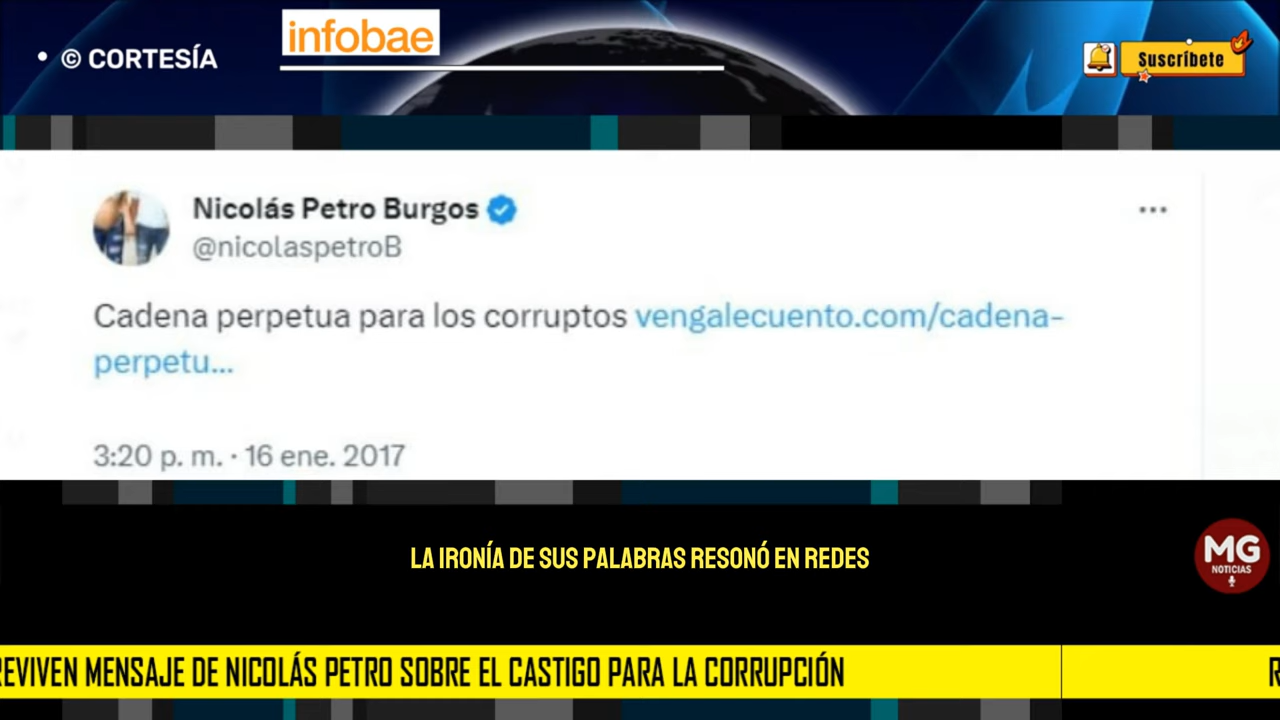 • © CORTESÍA
infobae
Suscríbete
Nicolás Petro Burgos
@nicolaspetroB
Cadena perpetua para los corruptos vengalecuento.com/cadena-
perpetu...
3:20 p. m. · 16 ene. 2017
LA IRONÍA DE SUS PALABRAS RESONÓ EN REDES
MG
NOTICIAS
REVIVEN MENSAJE DE NICOLÁS PETRO SOBRE EL CASTIGO PARA LA CORRUPCIÓN
R